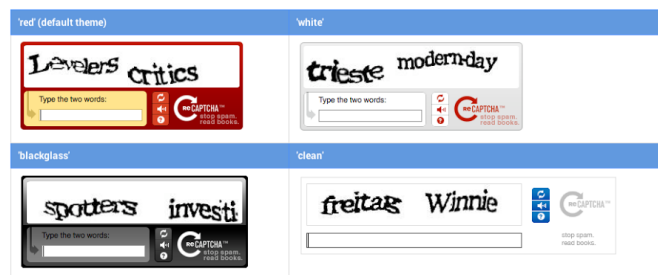 'red' (default theme)
'white'
Levelers critics
Type the two words:
reCAPTCHA™
stop spam.
read books.
trieste modern-day
Type the two words:
reCAPTCHA™
stop spam.
read books.
'blackglass'
'clean'
spotters investi
Type the two words:
reCAPTCHA™
stop spam.
read books.
freitag Winnie
reCAPTCHA™
stop spam.
read books.